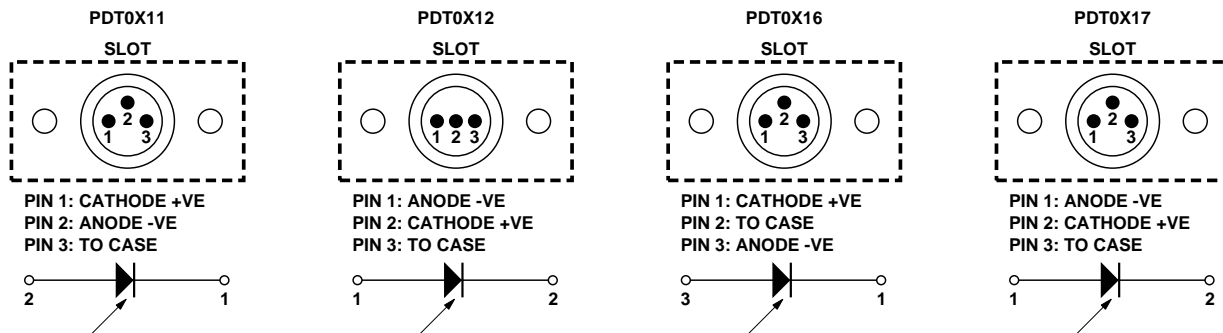 PDT0X11
SLOT
2
1
3
PIN 1: CATHODE +VE
PIN 2: ANODE -VE
PIN 3: TO CASE
2
1
PDT0X12
SLOT
1 2 3
PIN 1: ANODE -VE
PIN 2: CATHODE +VE
PIN 3: TO CASE
1
2
PDT0X16
SLOT
2
1
3
PIN 1: CATHODE +VE
PIN 2: TO CASE
PIN 3: ANODE -VE
3
1
PDT0X17
SLOT
2
1
3
PIN 1: ANODE -VE
PIN 2: CATHODE +VE
PIN 3: TO CASE
1
2